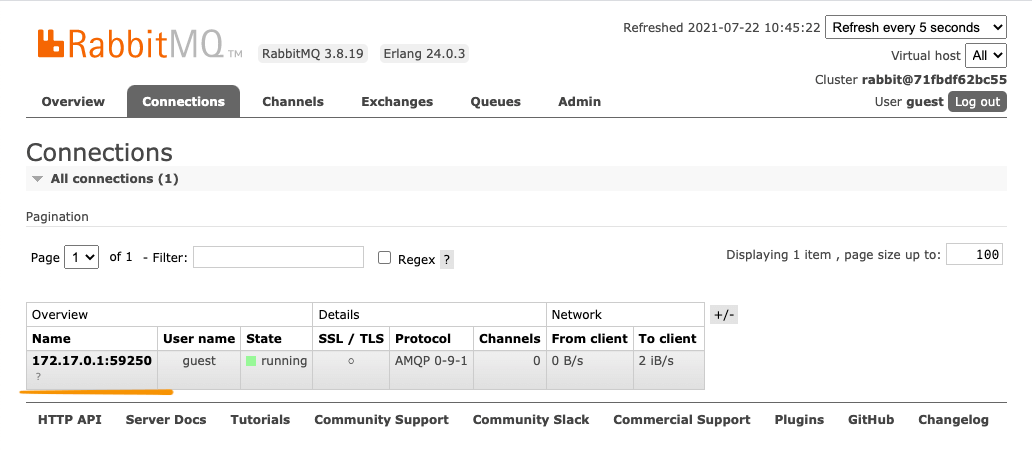 Refreshed 2021-07-22 10:45:22 Refresh every 5 seconds
RabbitMQ TM RabbitMQ 3.8.19 Erlang 24.0.3
Virtual host All
Cluster rabbit@71fbdf62bc55
User guest Log out
Overview Connections Channels Exchanges Queues Admin
Connections
All connections (1)
Pagination
Page 1 of 1 - Filter: Regex ? Displaying 1 item , page size up to: 100
Overview Details Network +/-
Name User name State SSL / TLS Protocol Channels From client To client
172.17.0.1:59250 guest running ○ AMQP 0-9-1 0 0 B/s 2 iB/s
?
HTTP API Server Docs Tutorials Community Support Community Slack Commercial Support Plugins GitHub Changelog